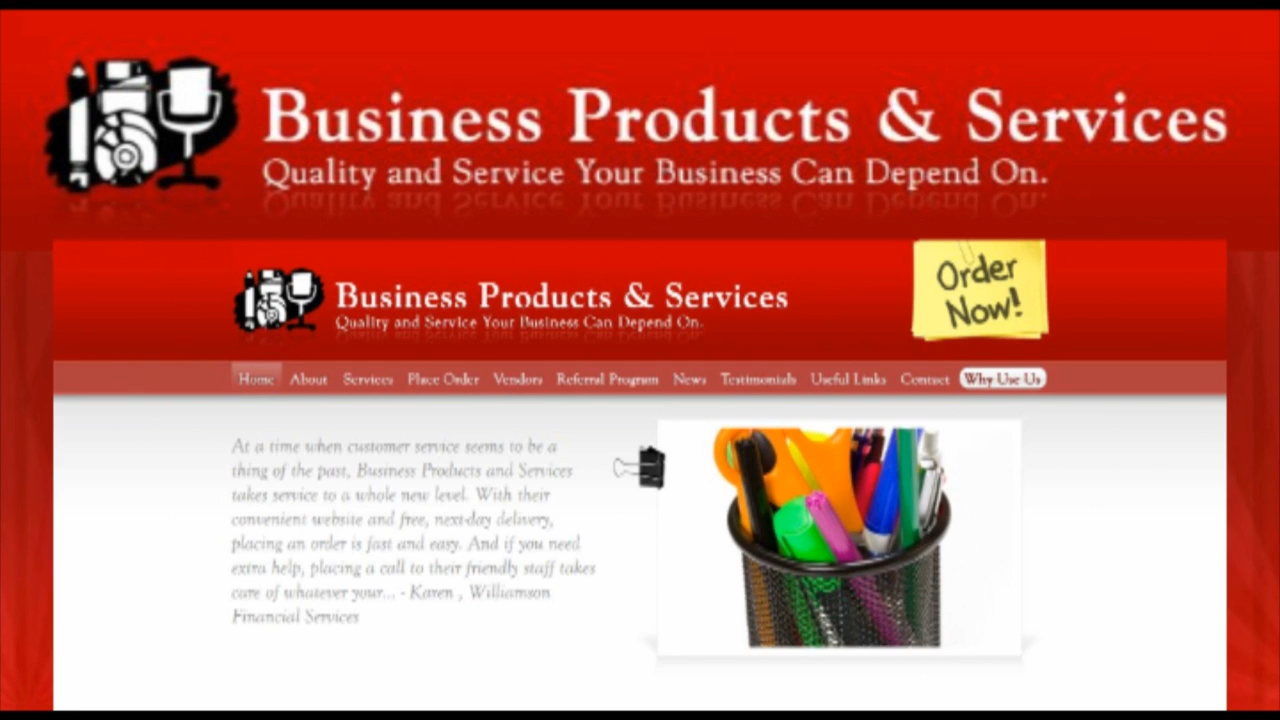 Business Products & Services
Quality and Service Your Business Can Depend On.
Business Products & Services
Quality and Service Your Business Can Depend On.
Order
Now!
Home About Services Place Order Vendors Referral Program News Testimonials Useful Links Contact Why Use Us
At a time when customer service seems to be a
thing of the past, Business Products and Services
takes service to a whole new level. With their
convenient website and free, next-day delivery,
placing an order is fast and easy. And if you need
extra help, placing a call to their friendly staff takes
care of whatever your... - Karen , Williamson
Financial Services